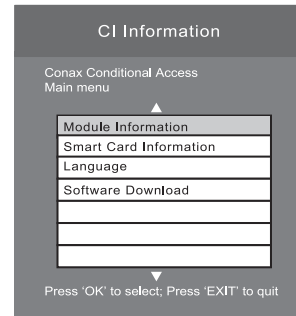 CI Information
Conax Conditional Access
Main menu
Module Information
Smart Card Information
Language
Software Download
Press 'OK' to select; Press 'EXIT' to quit